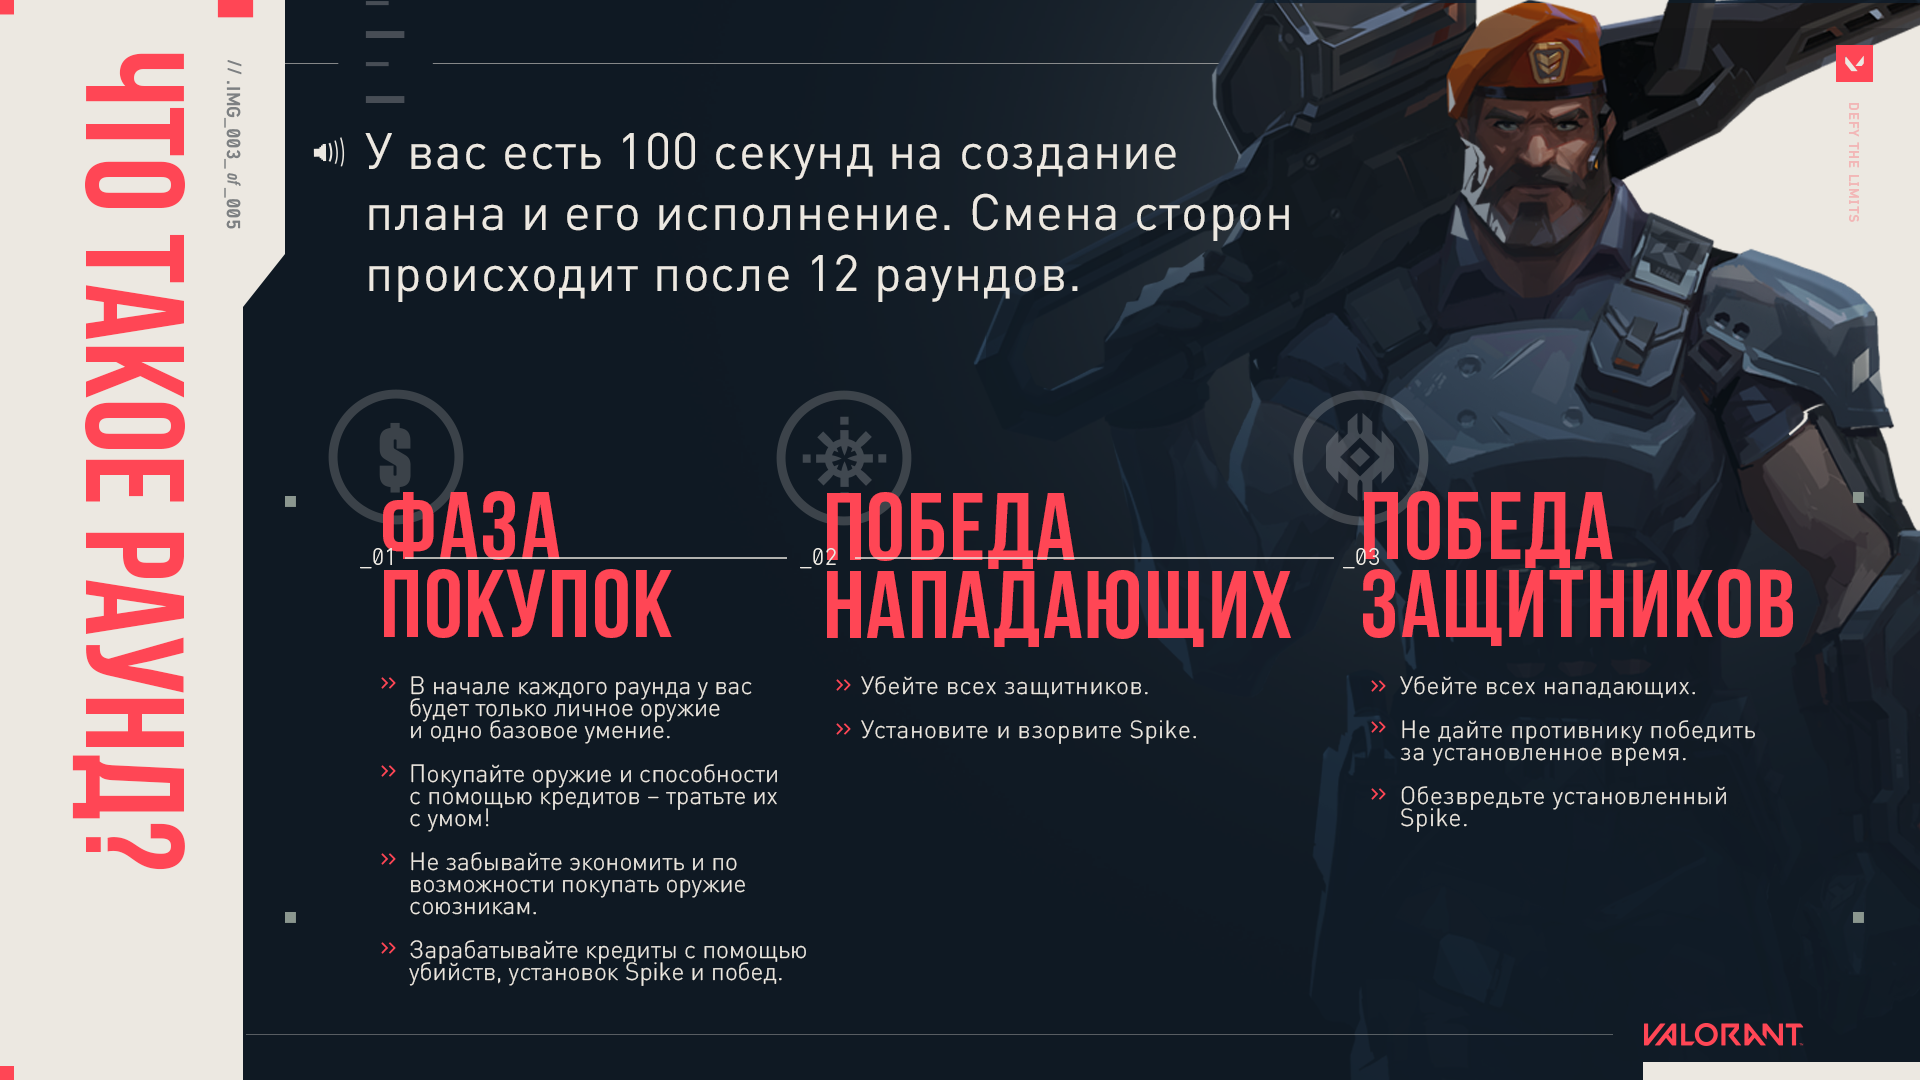 ЧТО ТАКОЕ РАУНД?
// .IMG_003_of_005
У вас есть 100 секунд на создание
плана и его исполнение. Смена сторон
происходит после 12 раундов.
DEFY THE LIMITS
_01
ФАЗА
ПОКУПОК
В начале каждого раунда у вас
будет только личное оружие
и одно базовое умение.
Покупайте оружие и способности
с помощью кредитов – тратьте их
с умом!
Не забывайте экономить и по
возможности покупать оружие
союзникам.
Зарабатывайте кредиты с помощью
убийств, установок Spike и побед.
_02
ПОБЕДА
НАПАДАЮЩИХ
Убейте всех защитников.
Установите и взорвите Spike.
_03
ПОБЕДА
ЗАЩИТНИКОВ
Убейте всех нападающих.
Не дайте противнику победить
за установленное время.
Обезвредьте установленный
Spike.
VALORANT